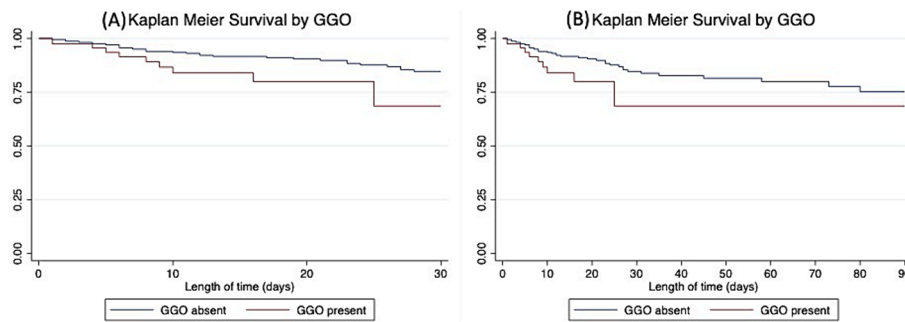 (A) Kaplan Meier Survival by GGO
1.00
0.75
0.50
0.25
0.00
0 10 20 30
Length of time (days)
GGO absent GGO present
(B) Kaplan Meier Survival by GGO
1.00
0.75
0.50
0.25
0.00
0 10 20 30 40 50 60 70 80 90
Length of time (days)
GGO absent GGO present